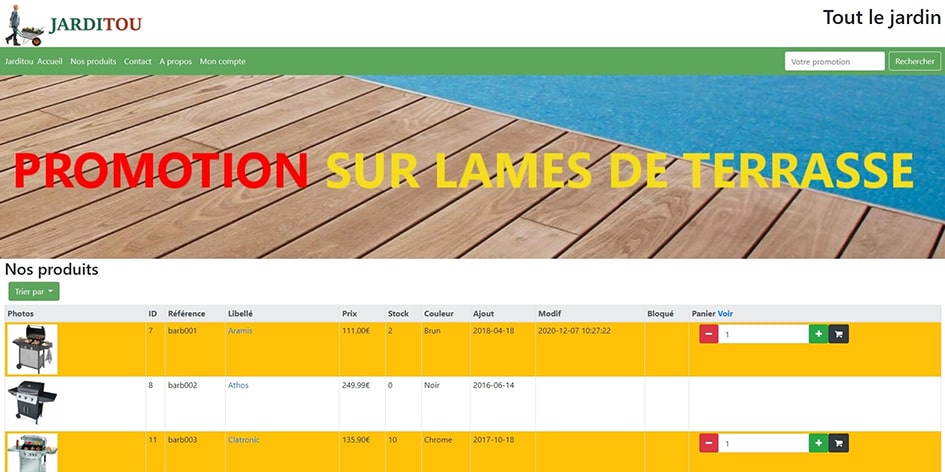 JARDITOU
Tout le jardin
Jarditou Accueil Nos produits Contact A propos Mon compte Votre promotion Rechercher
PROMOTION SUR LAMES DE TERRASSE
Nos produits
Trier par
Photos ID Référence Libellé Prix Stock Couleur Ajout Modif Bloqué Panier Voir
7 barb001 Aramis 111.00€ 2 Brun 2018-04-18 2020-12-07 10:27:22 1
8 barb002 Athos 249.99€ 0 Noir 2016-06-14
11 barb003 Clatronic 135.90€ 10 Chrome 2017-10-18 1